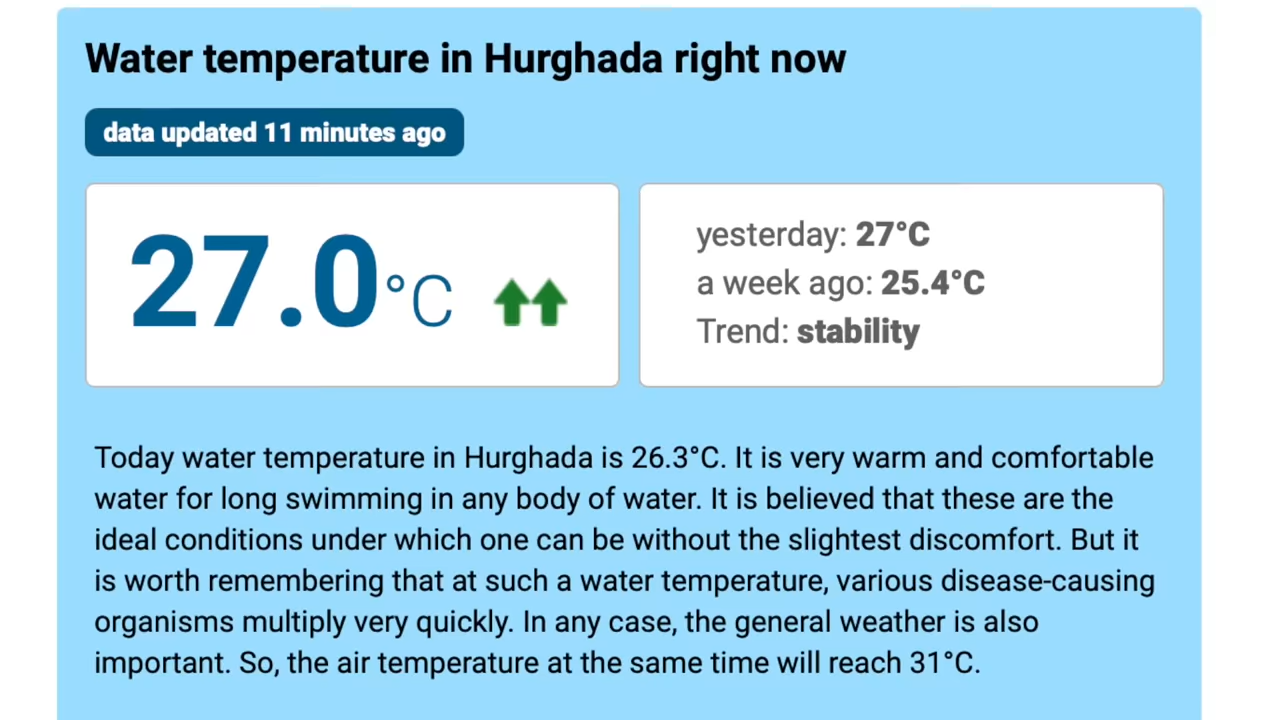 Water temperature in Hurghada right now
data updated 11 minutes ago
27.0°C
yesterday: 27°C
a week ago: 25.4°C
Trend: stability
Today water temperature in Hurghada is 26.3°C. It is very warm and comfortable
water for long swimming in any body of water. It is believed that these are the
ideal conditions under which one can be without the slightest discomfort. But it
is worth remembering that at such a water temperature, various disease-causing
organisms multiply very quickly. In any case, the general weather is also
important. So, the air temperature at the same time will reach 31°C.